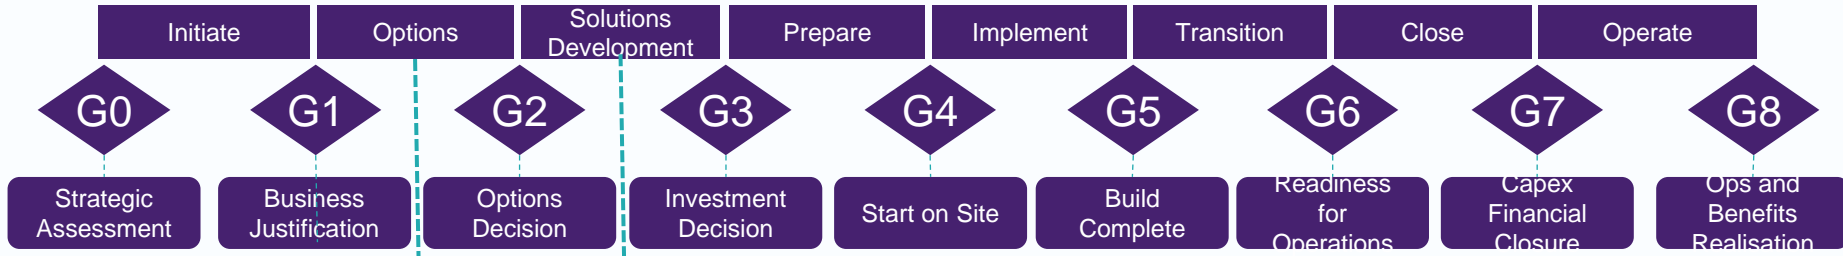 Initiate
Options
Solutions
Development
Prepare
Implement
Transition
Close
Operate
G0
G1
G2
G3
G4
G5
G6
G7
G8
Strategic
Assessment
Business
Justification
Options
Decision
Investment
Decision
Start on Site
Build
Complete
Readiness
for
Operations
Capex
Financial
Closure
Ops and
Benefits
Realisation